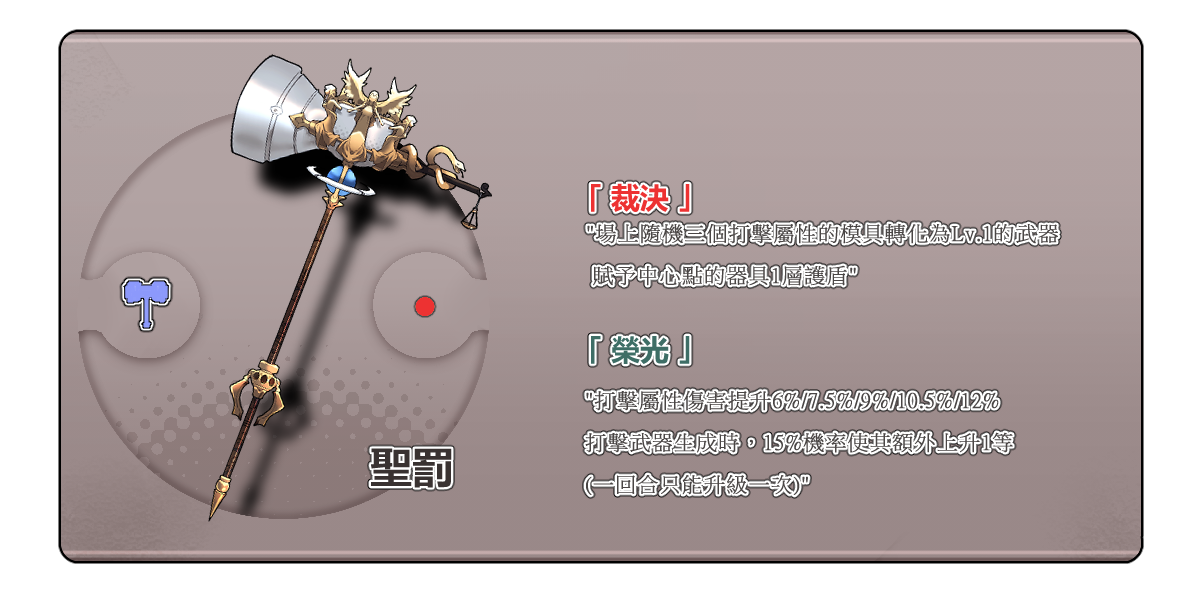 「裁決」
"場上隨機三個打擊屬性的模具轉化為Lv.1的武器
賦予中心點的器具1層護盾"
「榮光」
"打擊屬性傷害提升6%/7.5%/9%/10.5%/12%
打擊武器生成時，15%機率使其額外上升1等
(一回合只能升級一次)"
聖罰